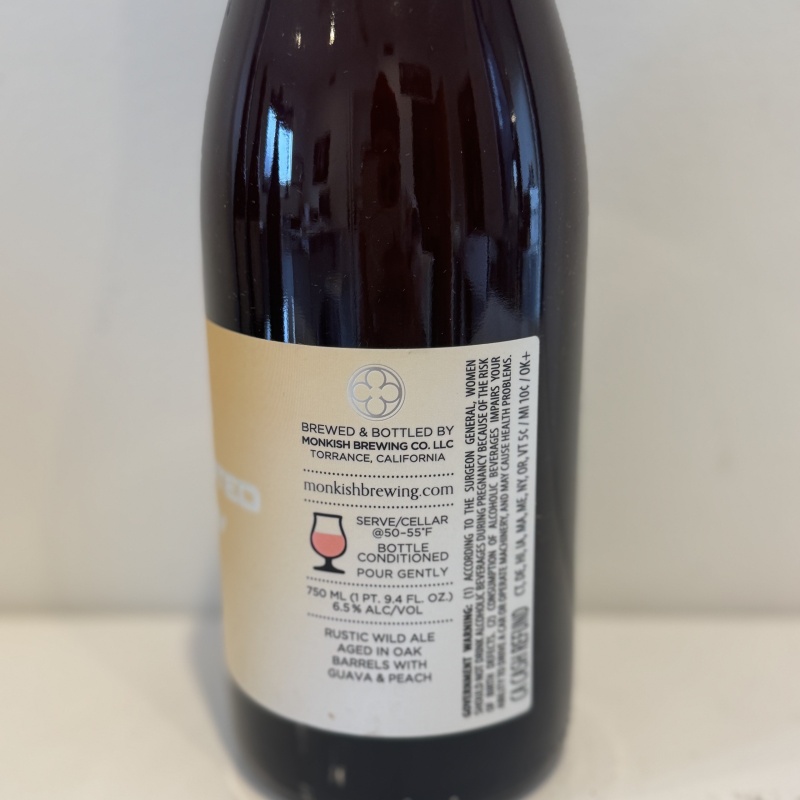 BREWED & BOTTLED BY
MONKISH BREWING CO. LLC
TORRANCE, CALIFORNIA
monkishbrewing.com
SERVE/CELLAR
@50-55°F
BOTTLE
CONDITIONED
POUR GENTLY
750 ML (1 PT. 9.4 FL. OZ.)
6.5% ALC/VOL
RUSTIC WILD ALE
AGED IN OAK
BARRELS WITH
GUAVA & PEACH
GOVERNMENT WARNING: (1) ACCORDING TO THE SURGEON GENERAL, WOMEN
SHOULD NOT DRINK ALCOHOLIC BEVERAGES DURING PREGNANCY BECAUSE OF THE RISK
OF BIRTH DEFECTS. (2) CONSUMPTION OF ALCOHOLIC BEVERAGES IMPAIRS YOUR
ABILITY TO DRIVE A CAR OR OPERATE MACHINERY, AND MAY CAUSE HEALTH PROBLEMS.
CA CASH REFUND CT, DE, HI, IA, MA, ME, NY, OR, VT 5¢ / MI 10¢ / OK+